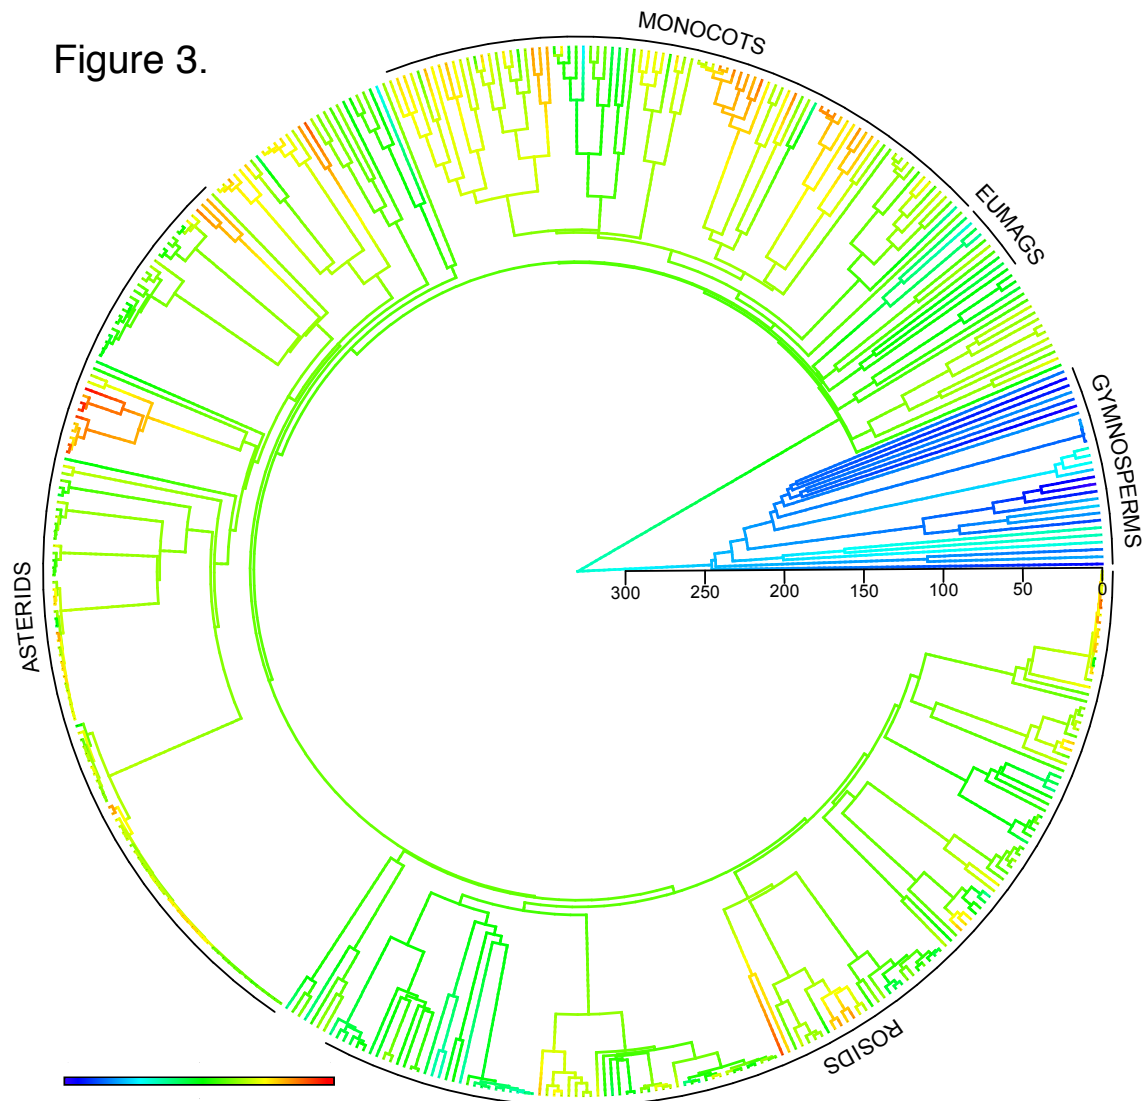 Figure 3.
MONOCOTS
EUMAGS
GYMNOSPERMS
300 250 200 150 100 50 0
ASTERIDS
ROSIDS